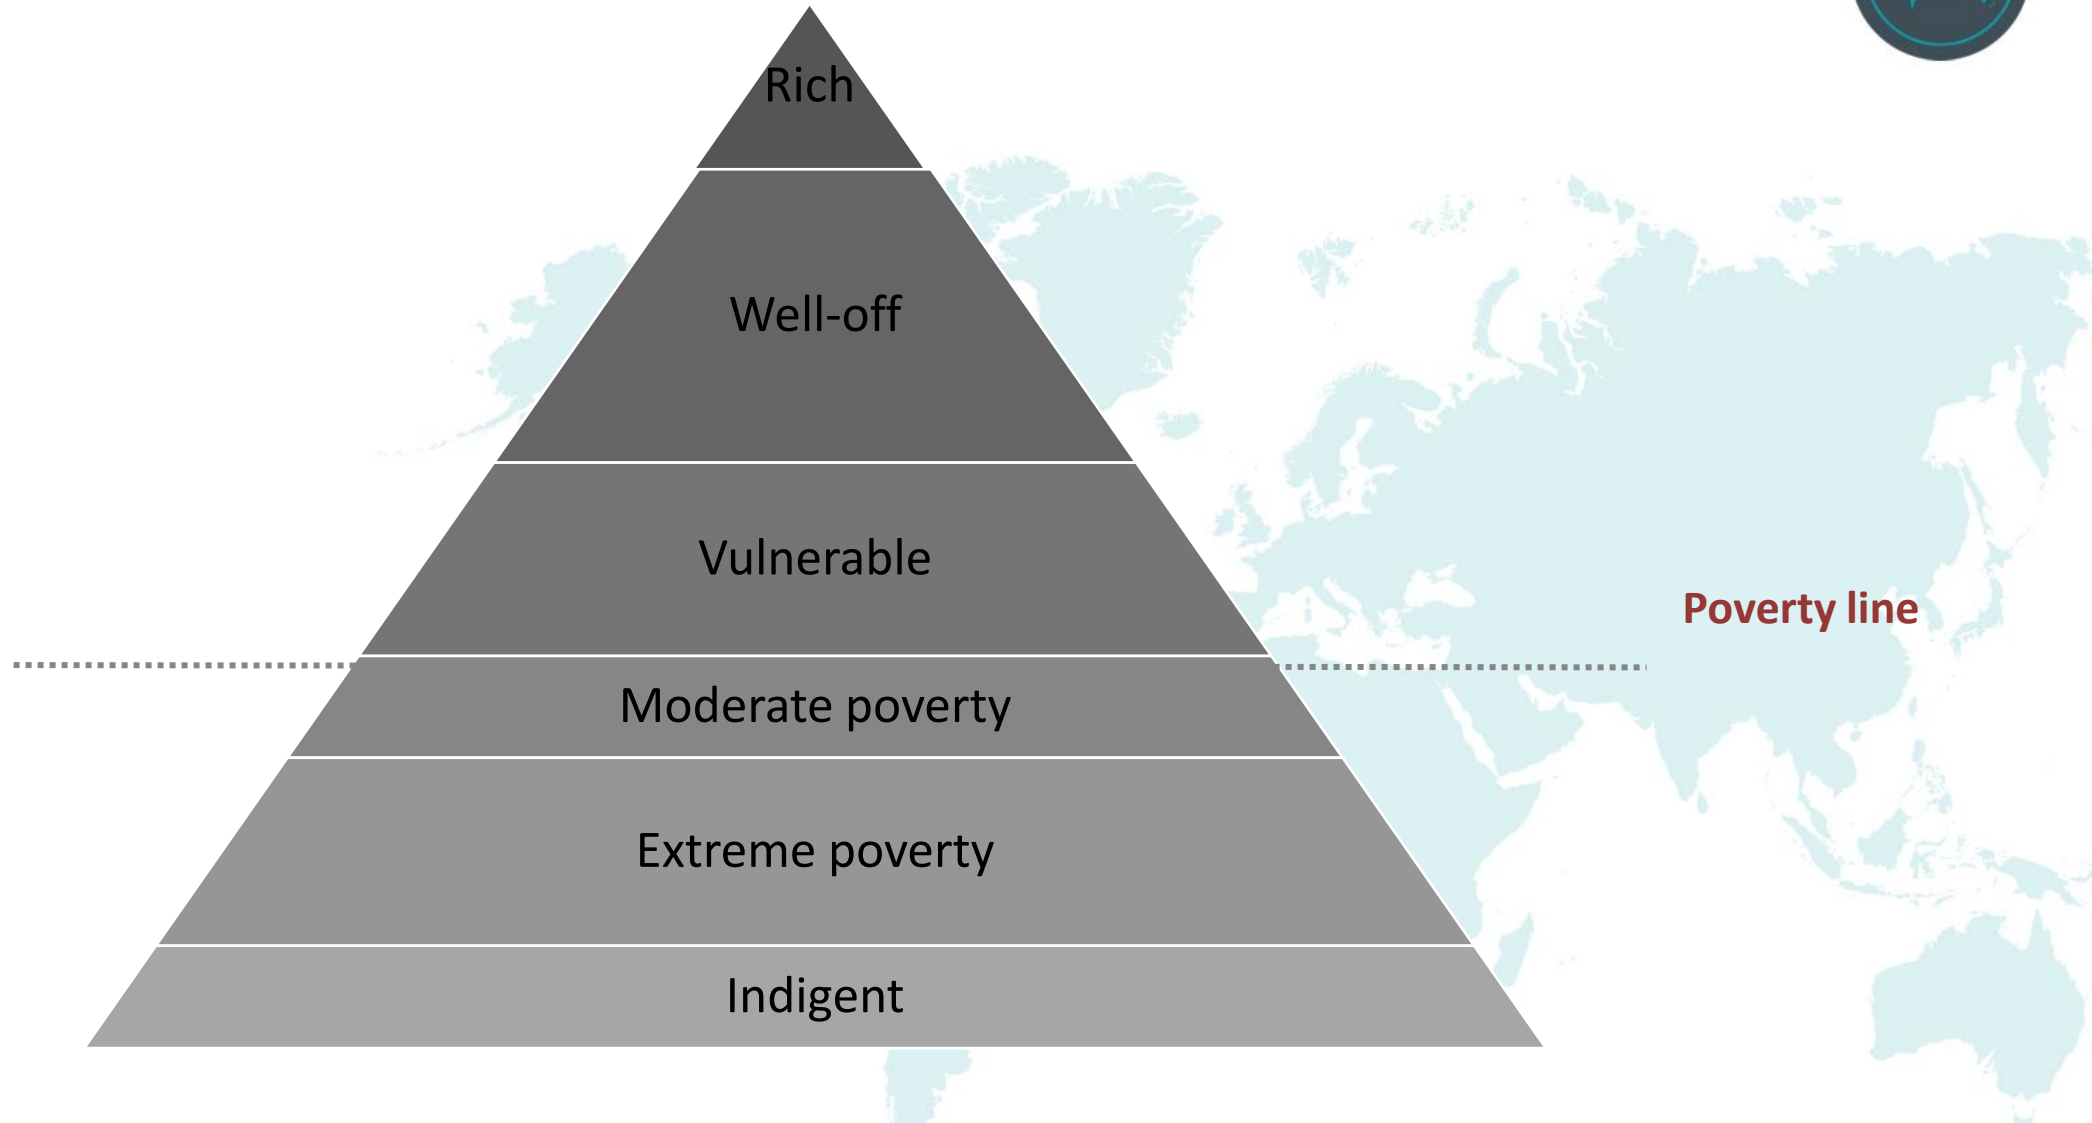 Rich
Well-off
Vulnerable
Poverty line
Moderate poverty
Extreme poverty
Indigent